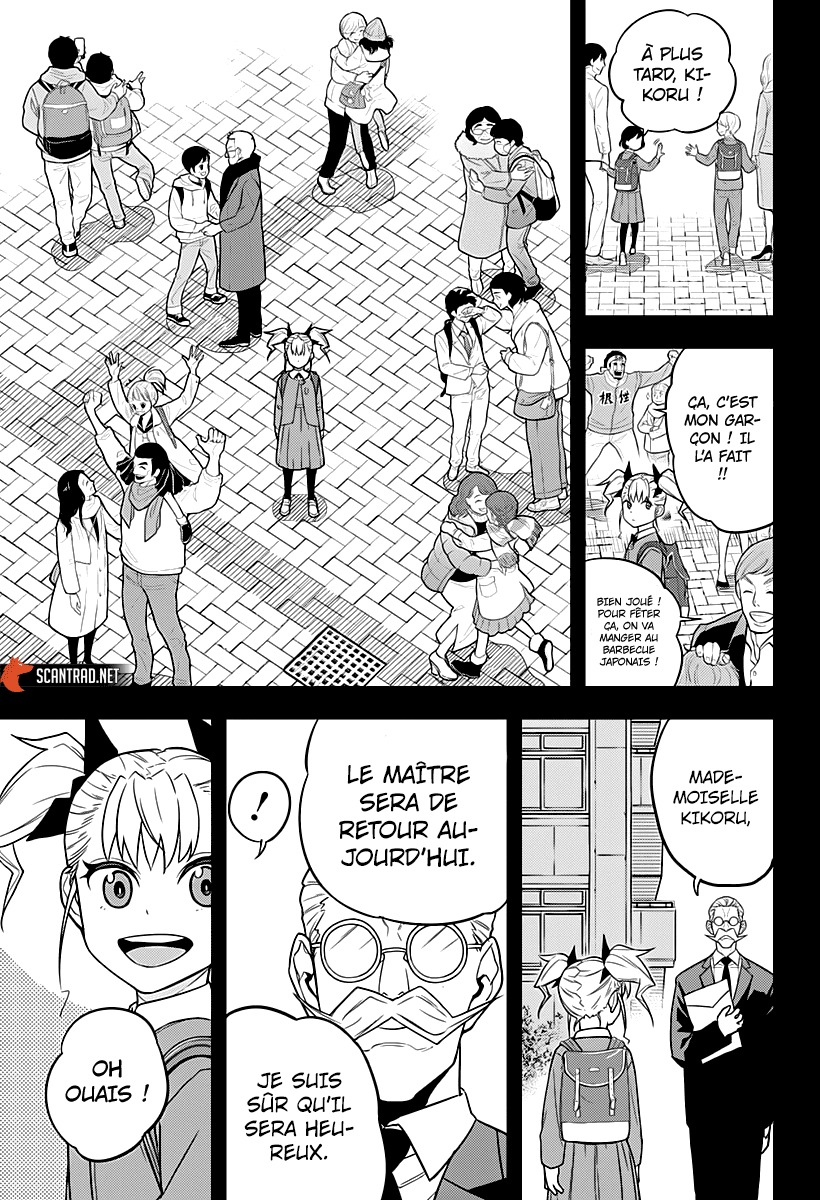 À PLUS
TARD, KI-
KORU !
根性
ÇA, C'EST
MON GAR-
ÇON ! IL
L'A FAIT
!!
BIEN JOUÉ !
POUR FÊTER
ÇA, ON VA
MANGER AU
BARBECUE
JAPONAIS !
SCANTRAD.NET
MADE-
MOISELLE
KIKORU,
LE MAÎTRE
SERA DE
RETOUR AU-
JOURD'HUI.
!
JE SUIS
SÛR QU'IL
SERA HEU-
REUX.
OH
OUAIS !